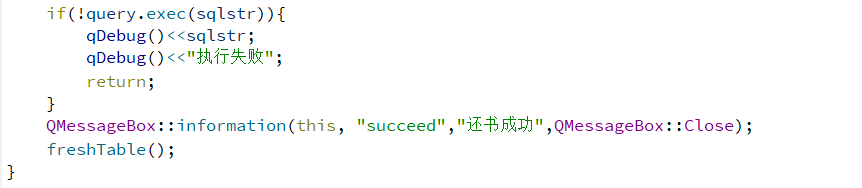 if(!query.exec(sqlstr)){
qDebug()<<sqlstr;
qDebug()<<"执行失败";
return;
}
QMessageBox::information(this, "succeed","还书成功",QMessageBox::Close);
freshTable();
}